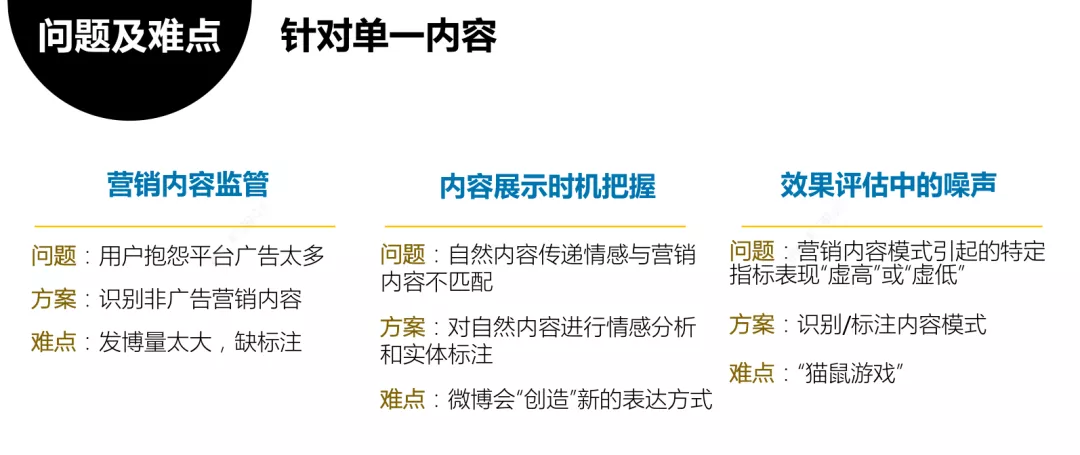 问题及难点
针对单一内容
营销内容监管
问题：用户抱怨平台广告太多
方案：识别非广告营销内容
难点：发博量太大，缺标注
内容展示时机把握
问题：自然内容传递情感与营销
内容不匹配
方案：对自然内容进行情感分析
和实体标注
难点：微博会“创造”新的表达方式
效果评估中的噪声
问题：营销内容模式引起的特定
指标表现“虚高”或“虚低”
方案：识别/标注内容模式
难点：“猫鼠游戏”